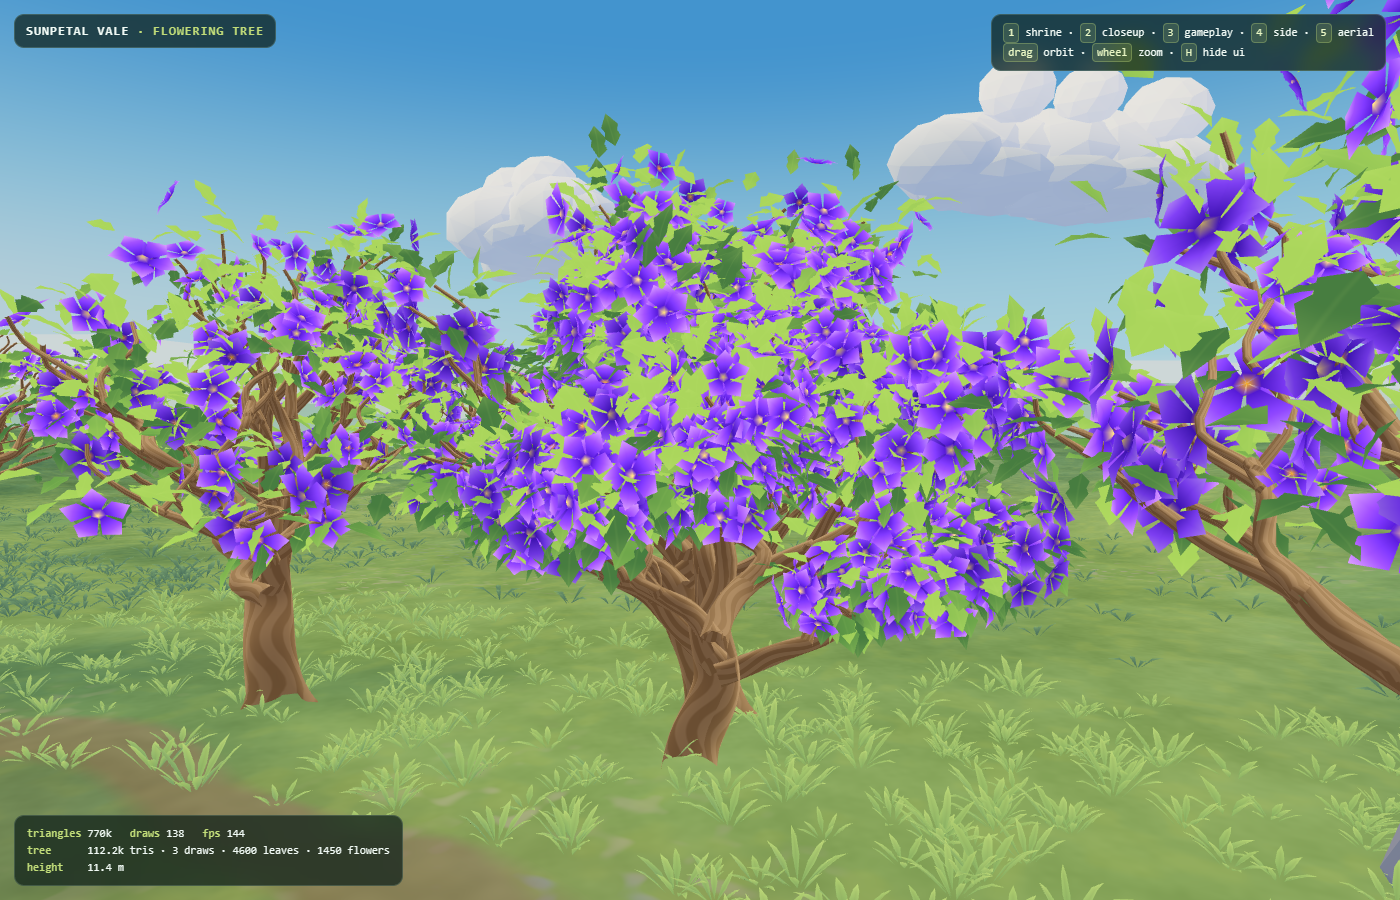 SUNPETAL VALE · FLOWERING TREE
1 shrine · 2 closeup · 3 gameplay · 4 side · 5 aerial
drag orbit · wheel zoom · H hide ui
triangles 770k draws 138 fps 144
tree 112.2k tris · 3 draws · 4600 leaves · 1450 flowers
height 11.4 m